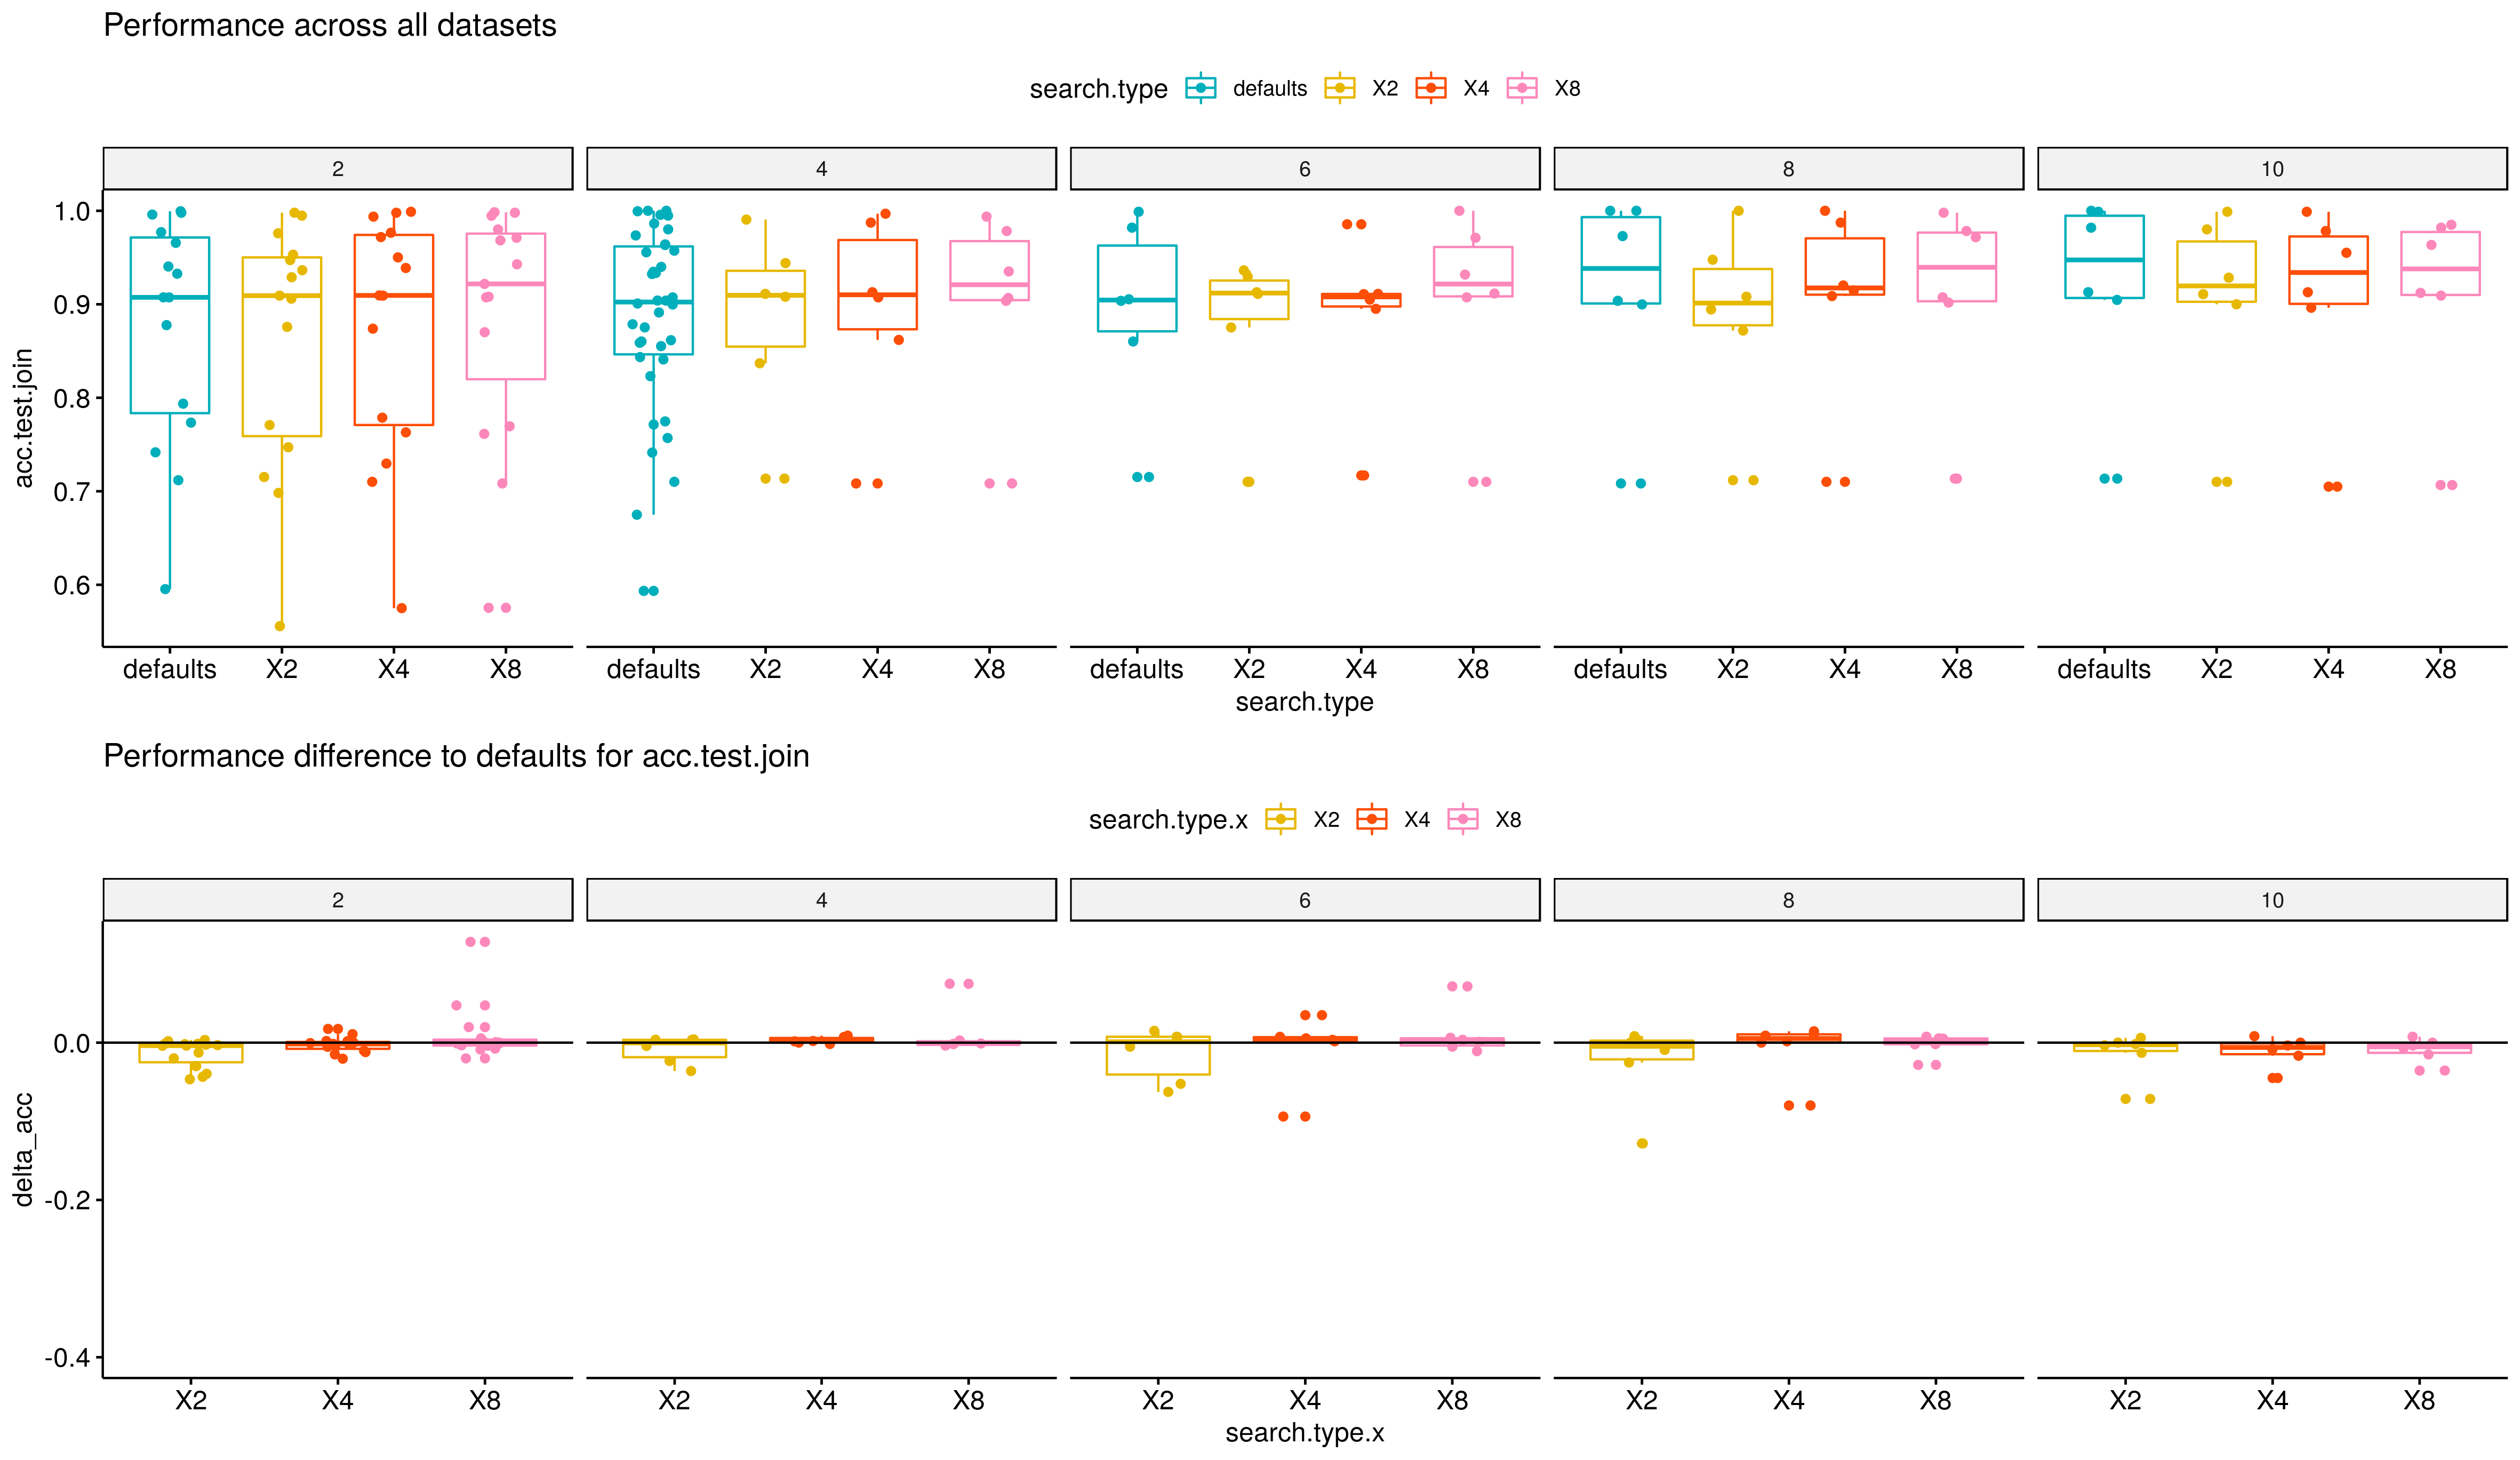 Performance across all datasets
search.type defaults X2 X4 X8
2 4 6 8 10
1.0
0.9
0.8
0.7
0.6
acc.test.join
defaults X2 X4 X8 defaults X2 X4 X8 defaults X2 X4 X8 defaults X2 X4 X8 defaults X2 X4 X8
search.type
Performance difference to defaults for acc.test.join
search.type.x X2 X4 X8
2 4 6 8 10
0.0
-0.2
-0.4
delta_acc
X2 X4 X8 X2 X4 X8 X2 X4 X8 X2 X4 X8 X2 X4 X8
search.type.x